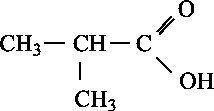 O
CH3 – CH – C
OH
CH3